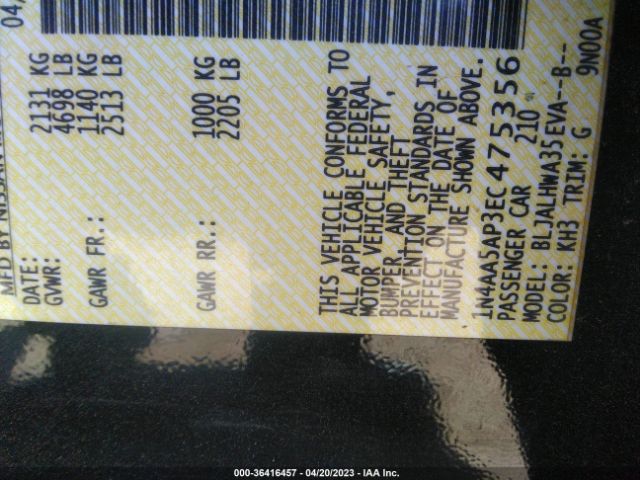 MFD BY NISSAN
DATE: 04
GVWR: 2131 KG
4698 LB
GAWR FR.: 1140 KG
2513 LB
GAWR RR.: 1000 KG
2205 LB
THIS VEHICLE CONFORMS TO
ALL APPLICABLE FEDERAL
MOTOR VEHICLE SAFETY,
BUMPER, AND THEFT
PREVENTION STANDARDS IN
EFFECT ON THE DATE OF
MANUFACTURE SHOWN ABOVE.
1N4AA5AP3EC475356
PASSENGER CAR 210
MODEL: BLJALHWA35EVA--B--
COLOR: KH3 TRIM: G 9N00A
000-36416457 - 04/20/2023 - IAA Inc.